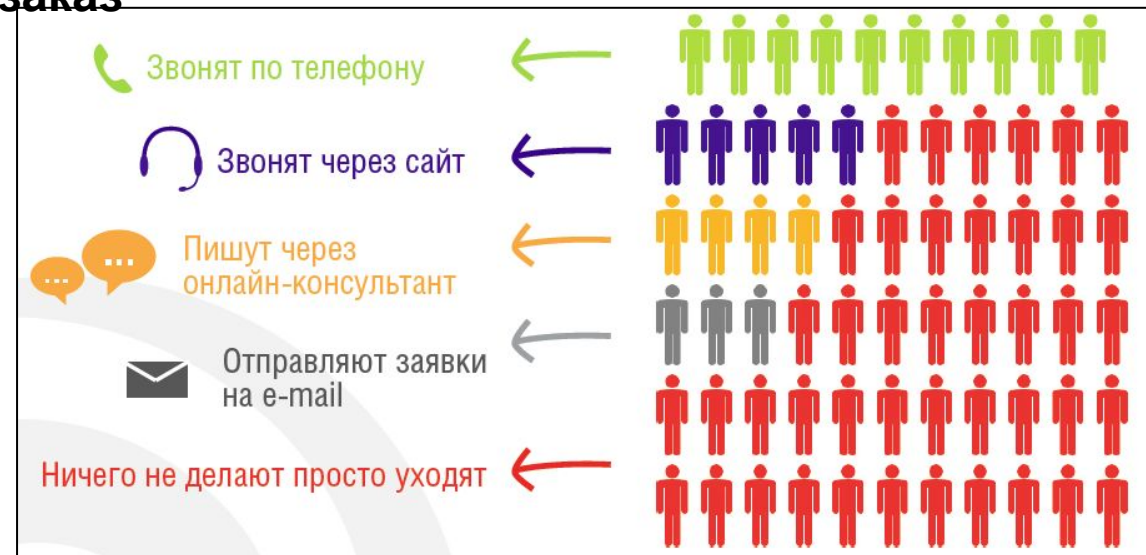 заказ
Звонят по телефону
Звонят через сайт
Пишут через
онлайн-консультант
Отправляют заявки
на e-mail
Ничего не делают просто уходят